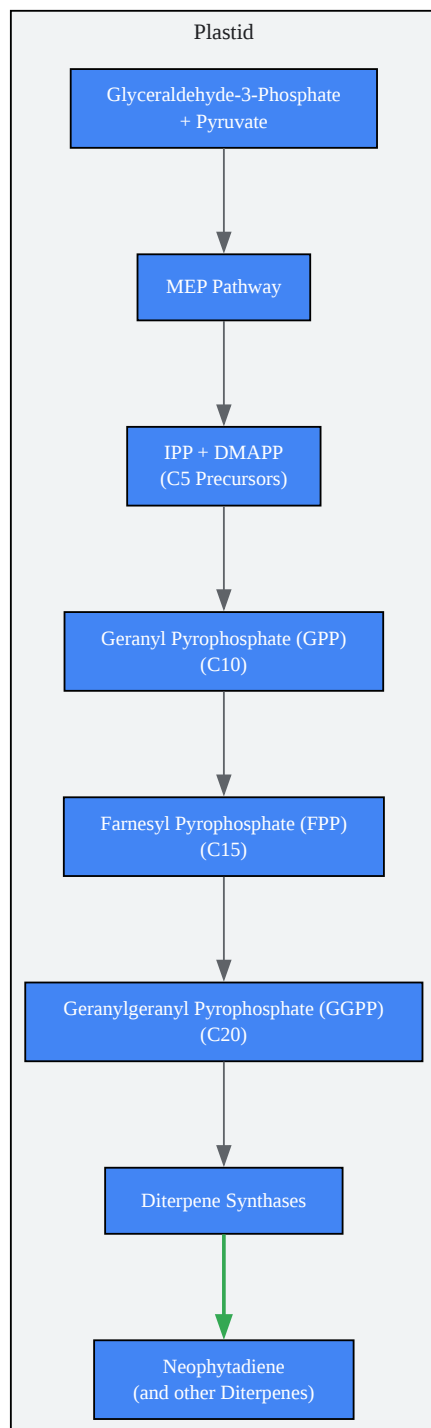 Plastid
Glyceraldehyde-3-Phosphate
+ Pyruvate
MEP Pathway
IPP + DMAPP
(C5 Precursors)
Geranyl Pyrophosphate (GPP)
(C10)
Farnesyl Pyrophosphate (FPP)
(C15)
Geranylgeranyl Pyrophosphate (GGPP)
(C20)
Diterpene Synthases
Neophytadiene
(and other Diterpenes)